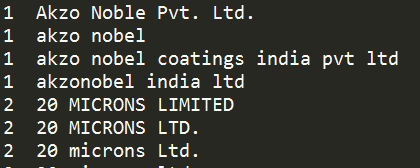 1 Akzo Noble Pvt. Ltd.
1 akzo nobel
1 akzo nobel coatings india pvt ltd
1 akzonobel india ltd
2 20 MICRONS LIMITED
2 20 MICRONS LTD.
2 20 microns Ltd.